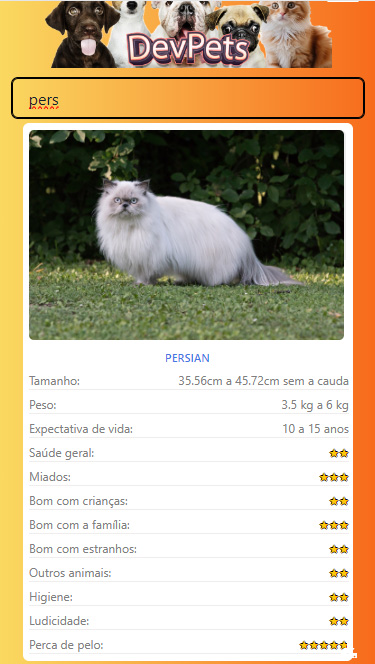 DevPets
pers
PERSIAN
Tamanho: 35.56cm a 45.72cm sem a cauda
Peso: 3.5 kg a 6 kg
Expectativa de vida: 10 a 15 anos
Saúde geral:
Miados:
Bom com crianças:
Bom com a família:
Bom com estranhos:
Outros animais:
Higiene:
Ludicidade:
Perca de pelo: